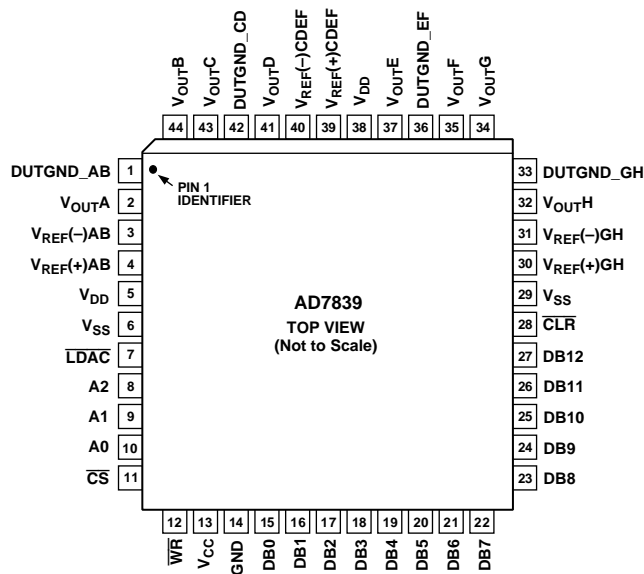 VOUTB
VOUTC
DUTGND_CD
VOUTD
VREF(–)CDEF
VREF(+)CDEF
VDD
VOUTE
DUTGND_EF
VOUTF
VOUTG
44 43 42 41 40 39 38 37 36 35 34
DUTGND_AB 1
VOUTA 2
VREF(–)AB 3
VREF(+)AB 4
VDD 5
VSS 6
LDAC 7
A2 8
A1 9
A0 10
CS 11
PIN 1
IDENTIFIER
AD7839
TOP VIEW
(Not to Scale)
33 DUTGND_GH
32 VOUTH
31 VREF(–)GH
30 VREF(+)GH
29 VSS
28 CLR
27 DB12
26 DB11
25 DB10
24 DB9
23 DB8
12 13 14 15 16 17 18 19 20 21 22
WR
VCC
GND
DB0
DB1
DB2
DB3
DB4
DB5
DB6
DB7